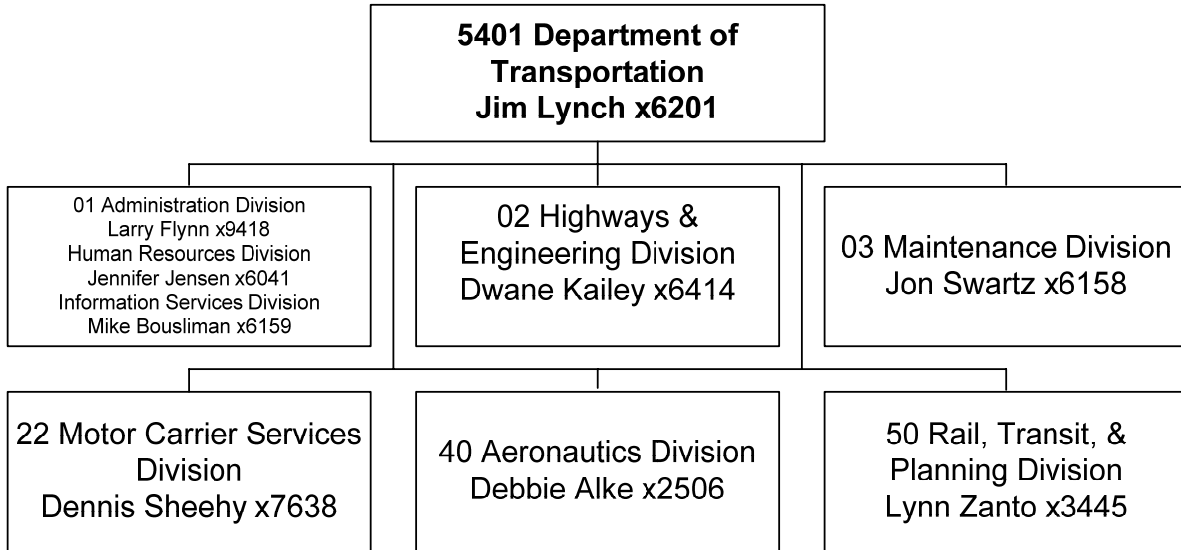 5401 Department of
Transportation
Jim Lynch x6201
01 Administration Division
Larry Flynn x9418
Human Resources Division
Jennifer Jensen x6041
Information Services Division
Mike Bousliman x6159
02 Highways &
Engineering Division
Dwane Kailey x6414
03 Maintenance Division
Jon Swartz x6158
22 Motor Carrier Services
Division
Dennis Sheehy x7638
40 Aeronautics Division
Debbie Alke x2506
50 Rail, Transit, &
Planning Division
Lynn Zanto x3445